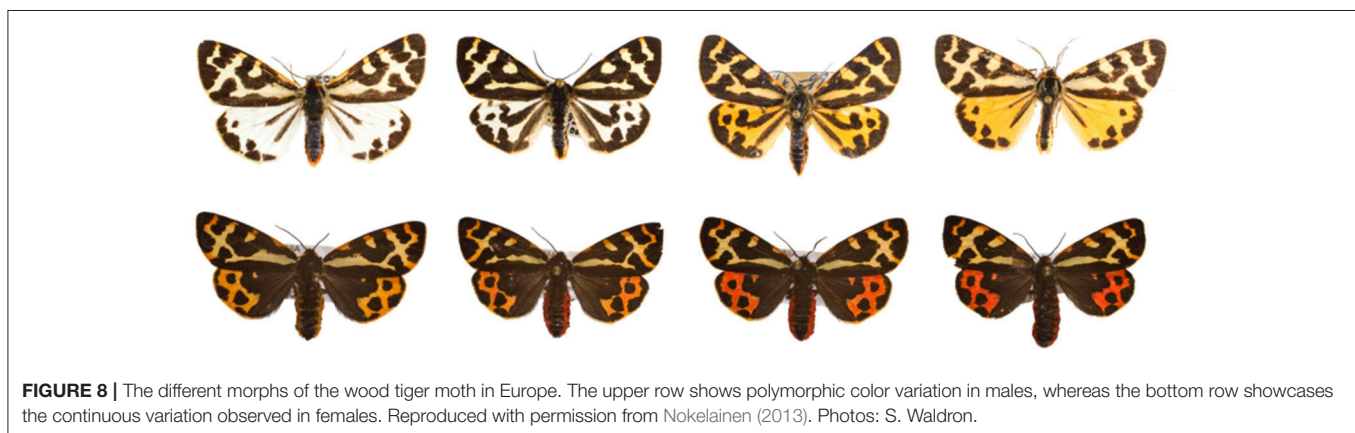 FIGURE 8 | The different morphs of the wood tiger moth in Europe. The upper row shows polymorphic color variation in males, whereas the bottom row showcases
the continuous variation observed in females. Reproduced with permission from Nokelainen (2013). Photos: S. Waldron.